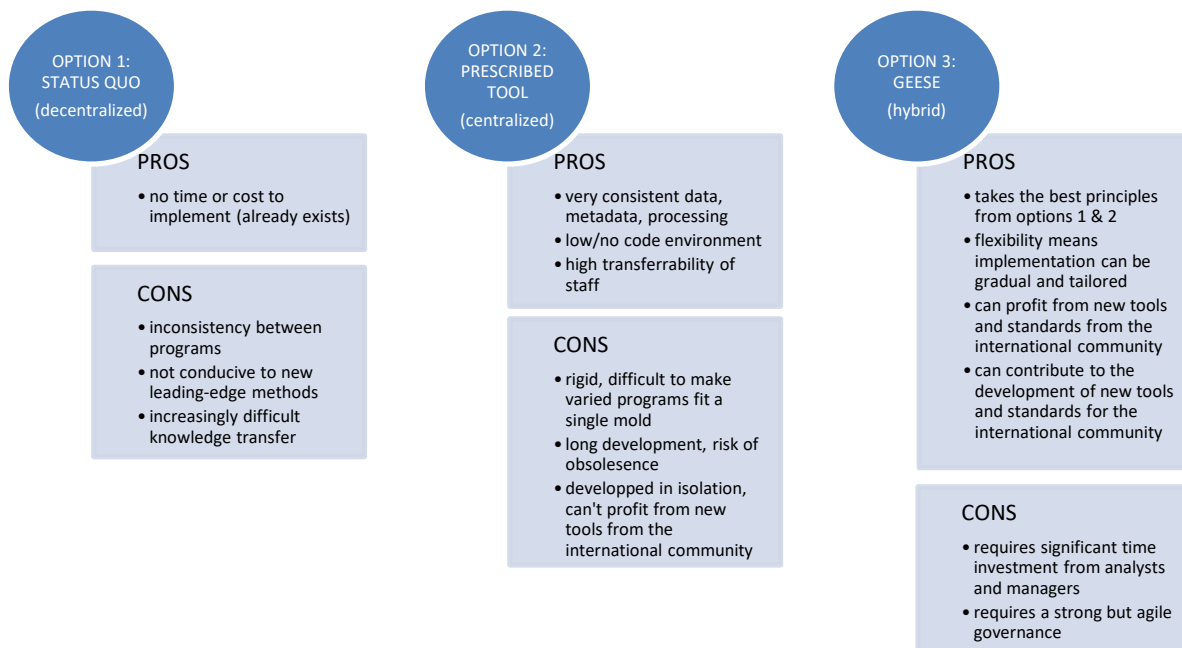 OPTION 1:
STATUS QUO
(decentralized)
PROS
• no time or cost to
implement (already exists)
CONS
• inconsistency between
programs
• not conducive to new
leading-edge methods
• increasingly difficult
knowledge transfer
OPTION 2:
PRESCRIBED
TOOL
(centralized)
PROS
• very consistent data,
metadata, processing
• low/no code environment
• high transferrability of
staff
CONS
• rigid, difficult to make
varied programs fit a
single mold
• long development, risk of
obsolesence
• developped in isolation,
can't profit from new
tools from the
international community
OPTION 3:
GEESE
(hybrid)
PROS
• takes the best principles
from options 1 & 2
• flexibility means
implementation can be
gradual and tailored
• can profit from new tools
and standards from the
international community
• can contribute to the
development of new tools
and standards for the
international community
CONS
• requires significant time
investment from analysts
and managers
• requires a strong but agile
governance